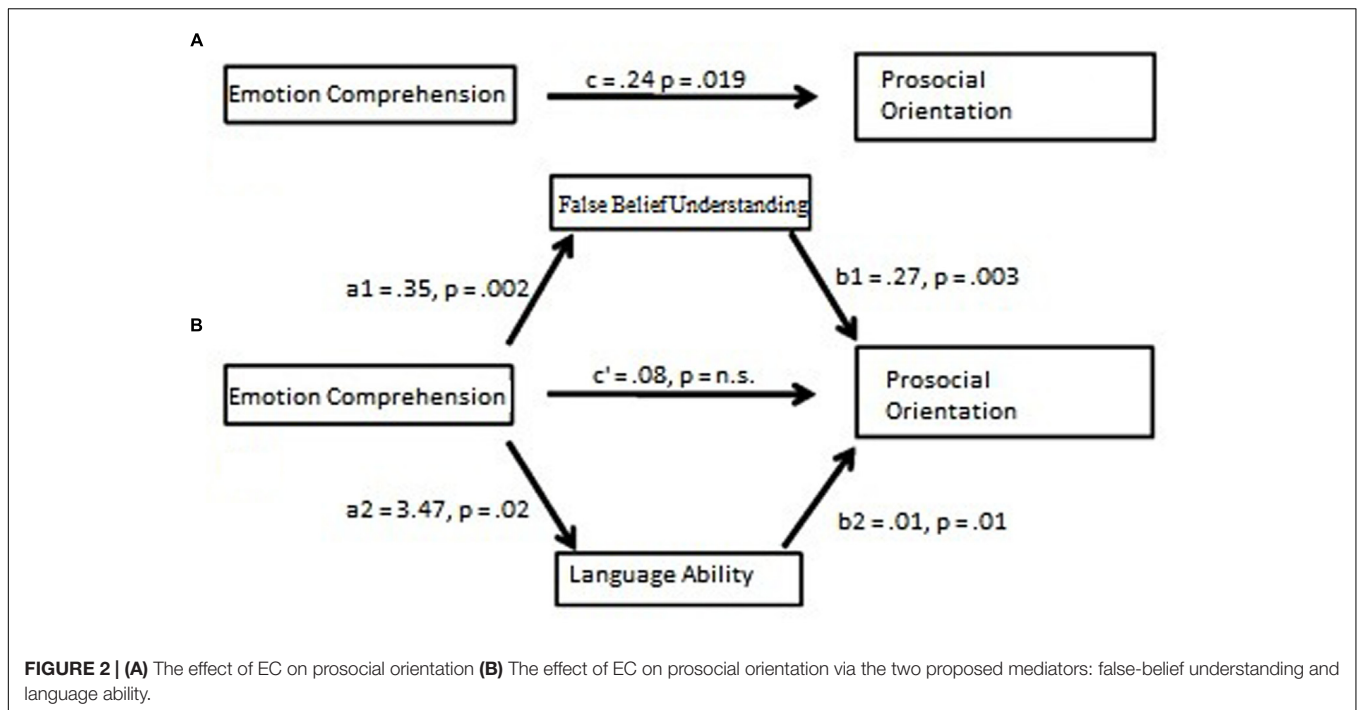 A
Emotion Comprehension
c = .24 p = .019
Prosocial
Orientation
False Belief Understanding
a1 = .35, p = .002
b1 = .27, p = .003
B
Emotion Comprehension
c' = .08, p = n.s.
Prosocial
Orientation
a2 = 3.47, p = .02
b2 = .01, p = .01
Language Ability
FIGURE 2 | (A) The effect of EC on prosocial orientation (B) The effect of EC on prosocial orientation via the two proposed mediators: false-belief understanding and
language ability.